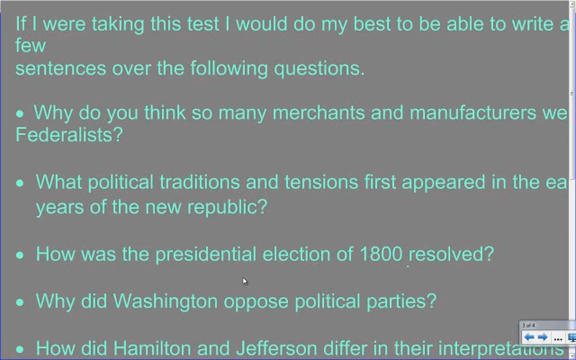 If I were taking this test I would do my best to be able to write a
few
sentences over the following questions.
• Why do you think so many merchants and manufacturers we
Federalists?
• What political traditions and tensions first appeared in the ea
years of the new republic?
• How was the presidential election of 1800 resolved?
• Why did Washington oppose political parties?
• How did Hamilton and Jefferson differ in their interpretations
3 of 4